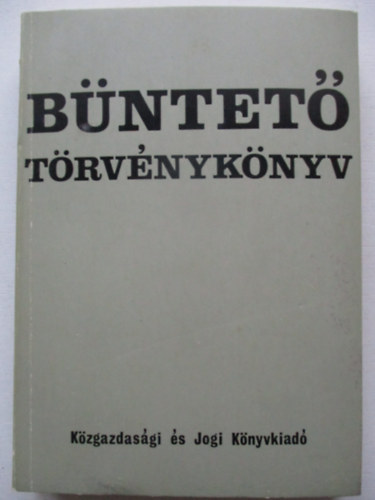 BÜNTETŐ
TÖRVÉNYKÖNYV
Közgazdasági és Jogi Könyvkiadó